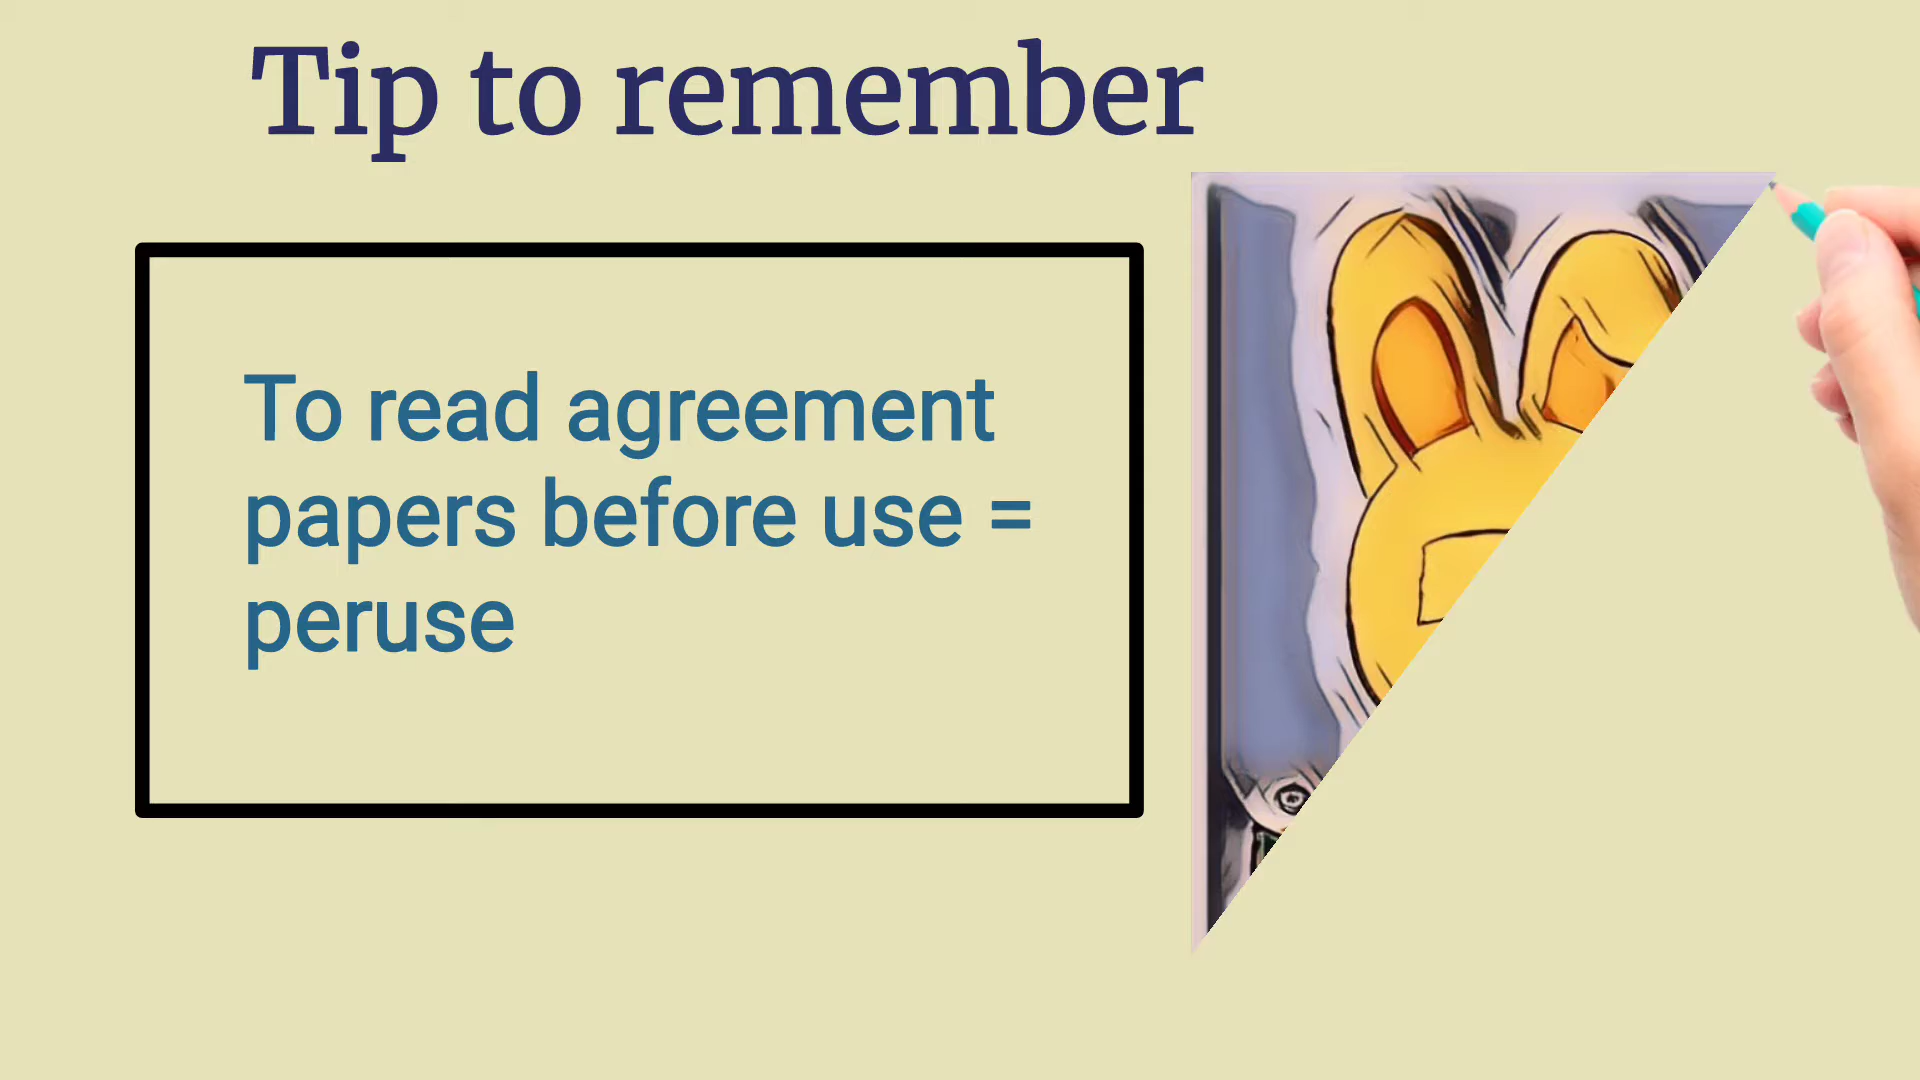 Tip to remember
To read agreement
papers before use =
peruse